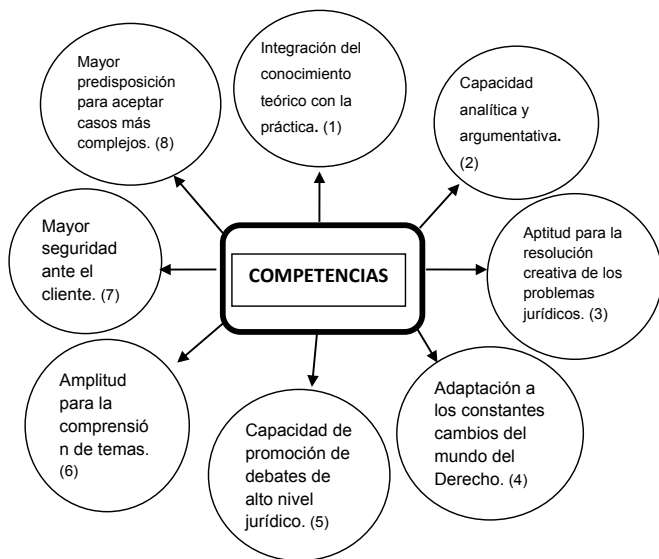 Integración del
conocimiento
teórico con la
práctica. (1)
Capacidad
analítica y
argumentativa.
(2)
Aptitud para la
resolución
creativa de los
problemas
jurídicos. (3)
Adaptación a
los constantes
cambios del
mundo del
Derecho. (4)
Capacidad de
promoción de
debates de
alto nivel
jurídico. (5)
Amplitud
para la
comprensió
n de temas.
(6)
Mayor
seguridad
ante el
cliente. (7)
Mayor
predisposición
para aceptar
casos más
complejos. (8)
COMPETENCIAS